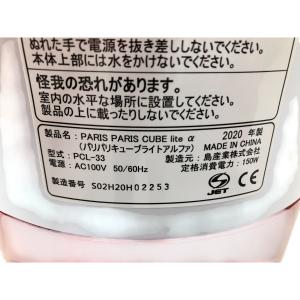 ぬれた手で電源を抜き差ししないでください。
本体上部には水をかけないでください。
怪我の恐れがあります。
室内の水平な場所に設置してください。
製品の上に載ったりしないでください。
製品名：PARIS PARIS CUBE lite α 2020 年製
（パリパリキューブライトアルファ） MADE IN CHINA
型式：PCL-33 製造元：島産業株式会社
電源：AC100V 50/60Hz 定格消費電力：150W
製造番号 S02H20H02253
JET